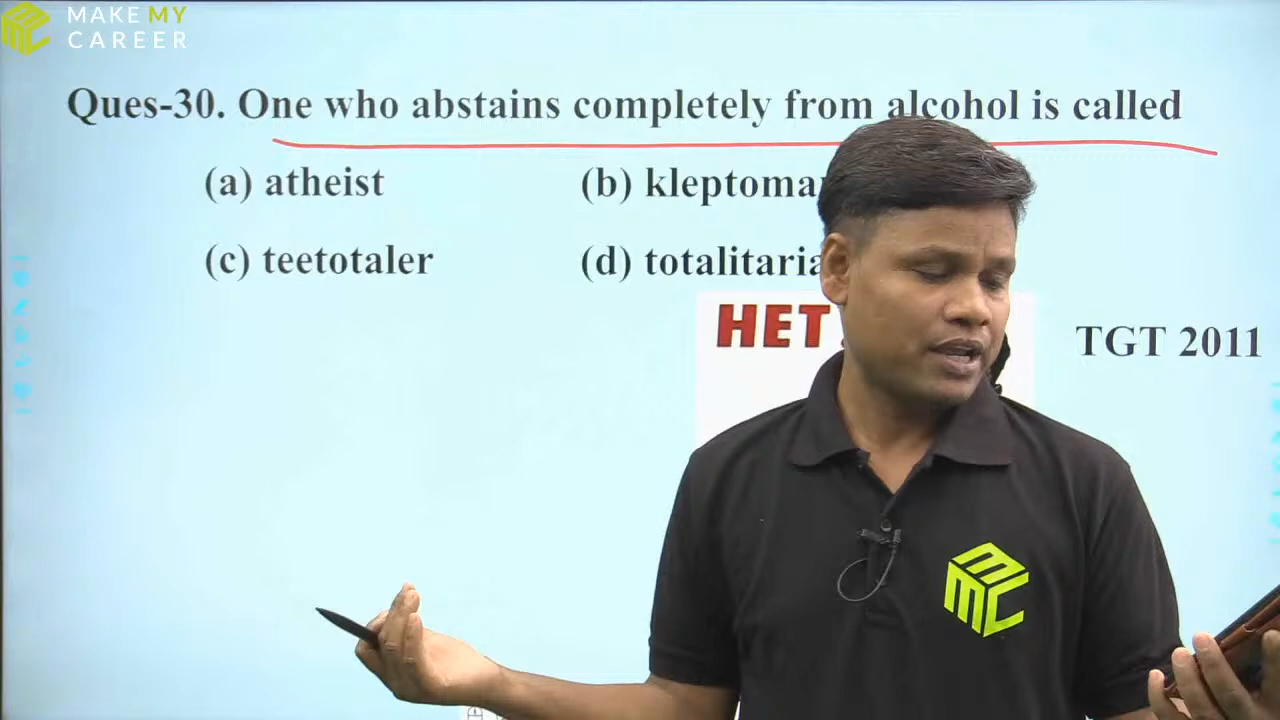 MAKE MY
CAREER
Ques-30. One who abstains completely from alcohol is called
(a) atheist
(b)
(c) teetotaler
(d)
HET
TGT 2011